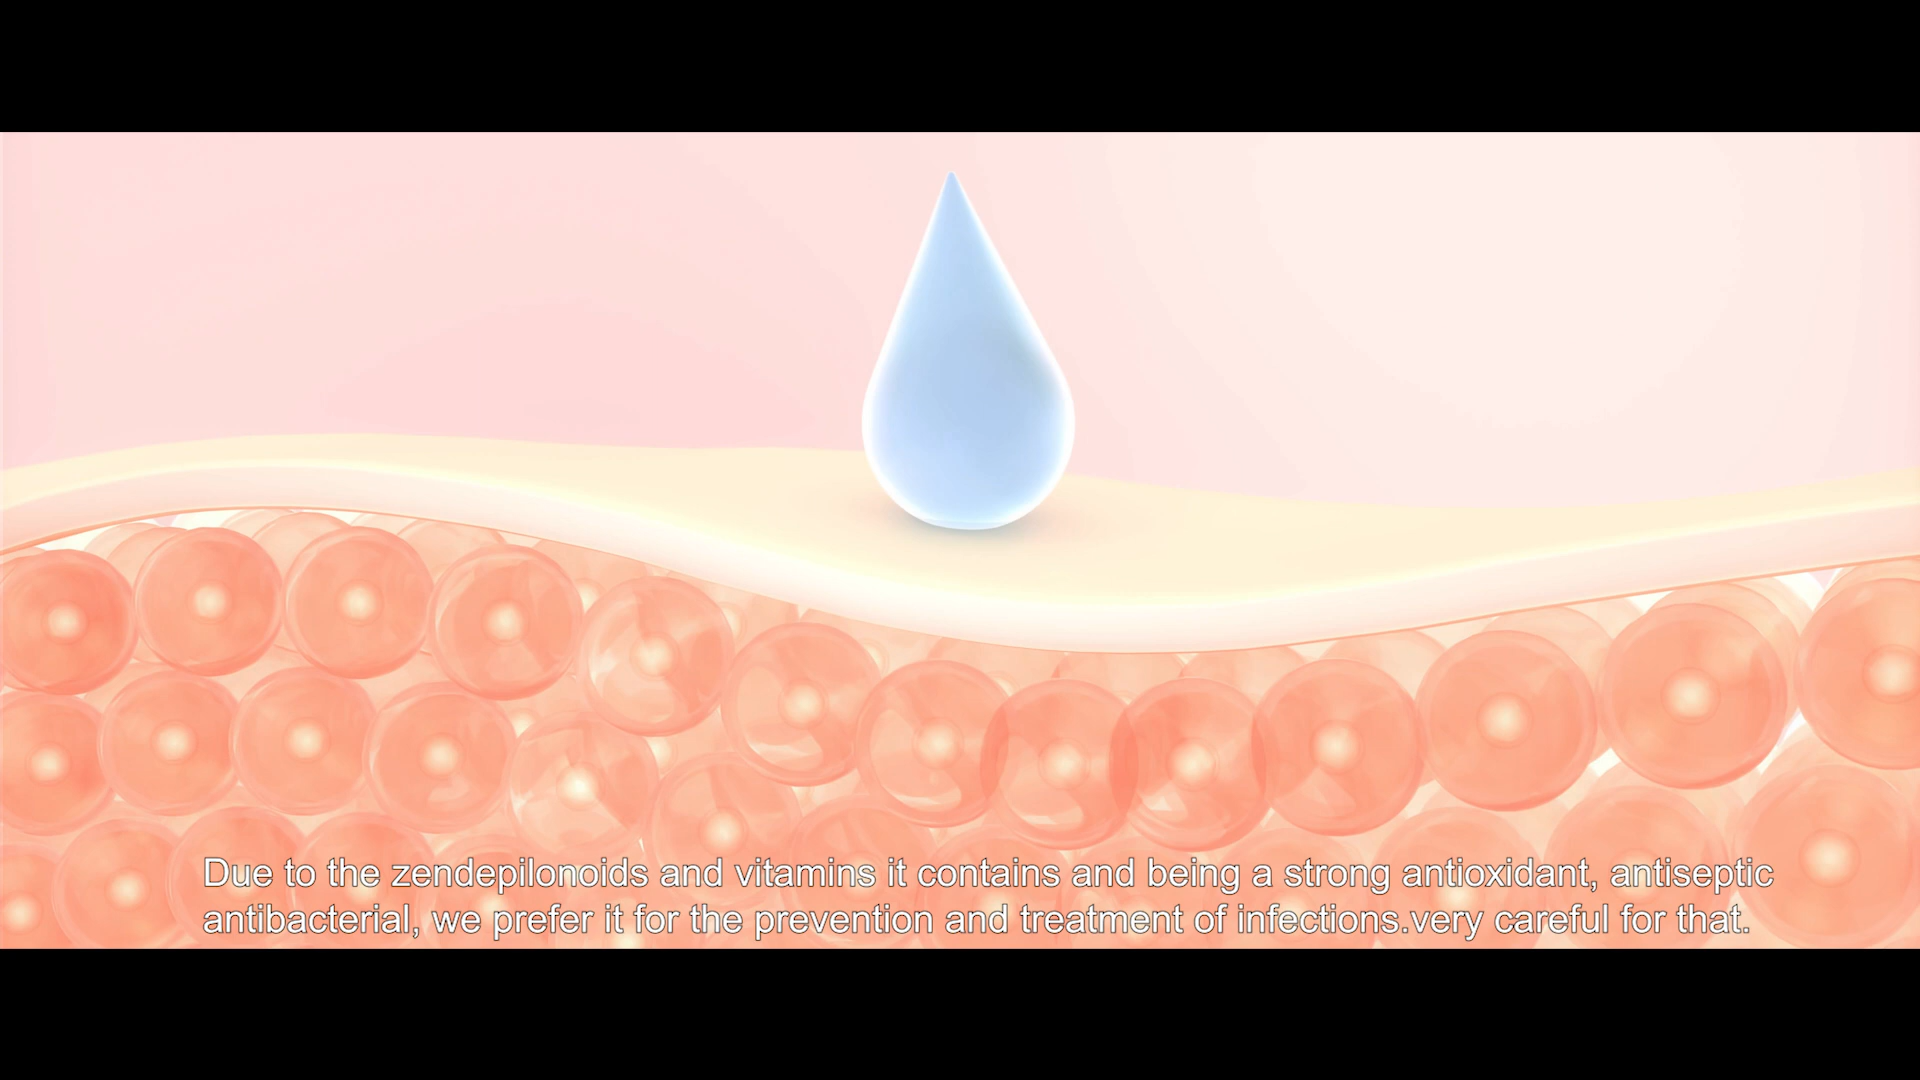 Due to the zendepilonoids and vitamins it contains and being a strong antioxidant, antiseptic
antibacterial, we prefer it for the prevention and treatment of infections.very careful for that.